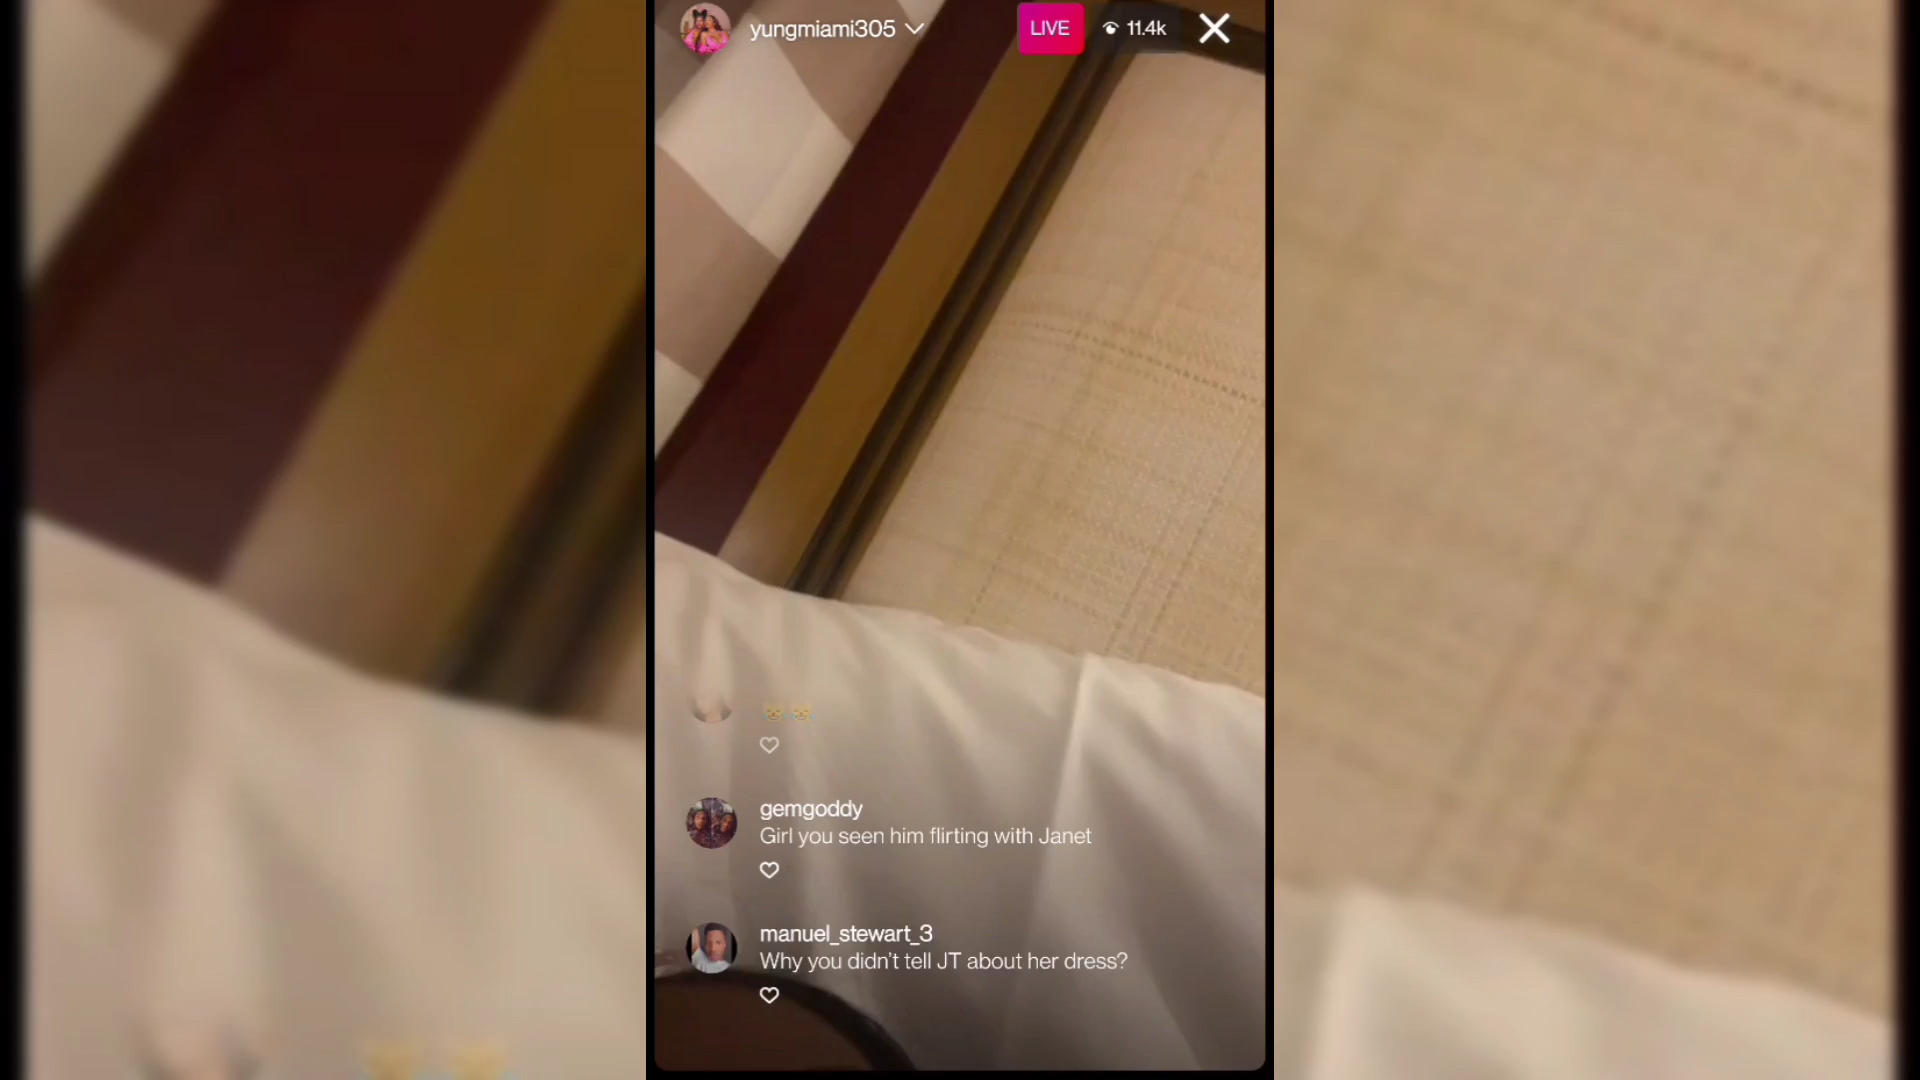 yungmiami305
LIVE
11.4k
gemgoddy
Girl you seen him flirting with Janet
manuel_stewart_3
Why you didn't tell JT about her dress?